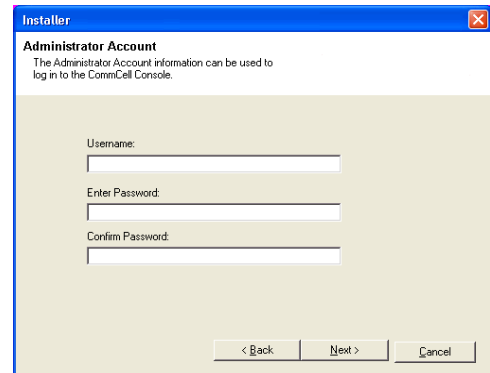 Installer
Administrator Account
The Administrator Account information can be used to
log in to the CommCell Console.
Username:
Enter Password:
Confirm Password:
< Back
Next >
Cancel